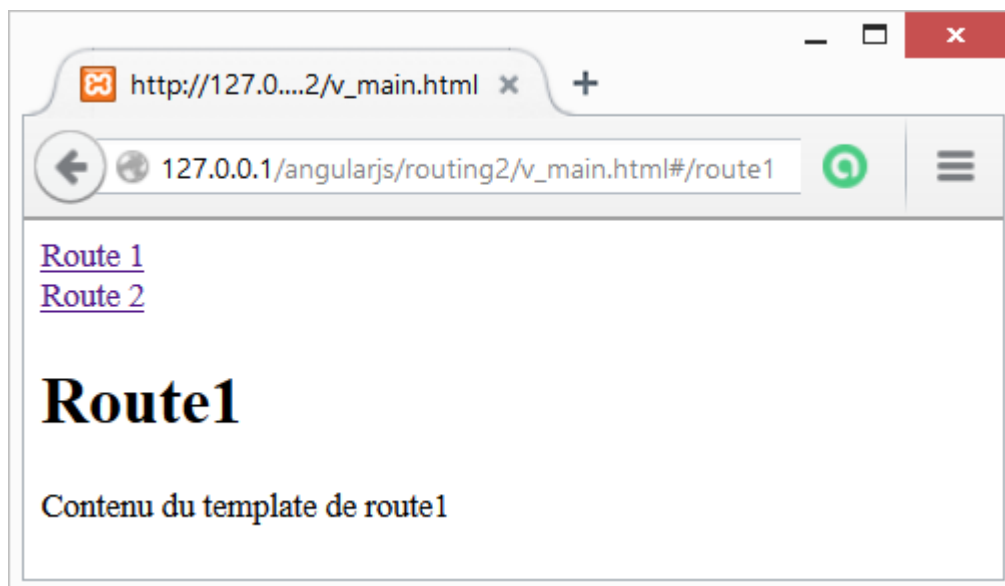 http://127.0....2/v_main.html
127.0.0.1/angularjs/routing2/v_main.html#/route1
Route 1
Route 2
Route1
Contenu du template de route1